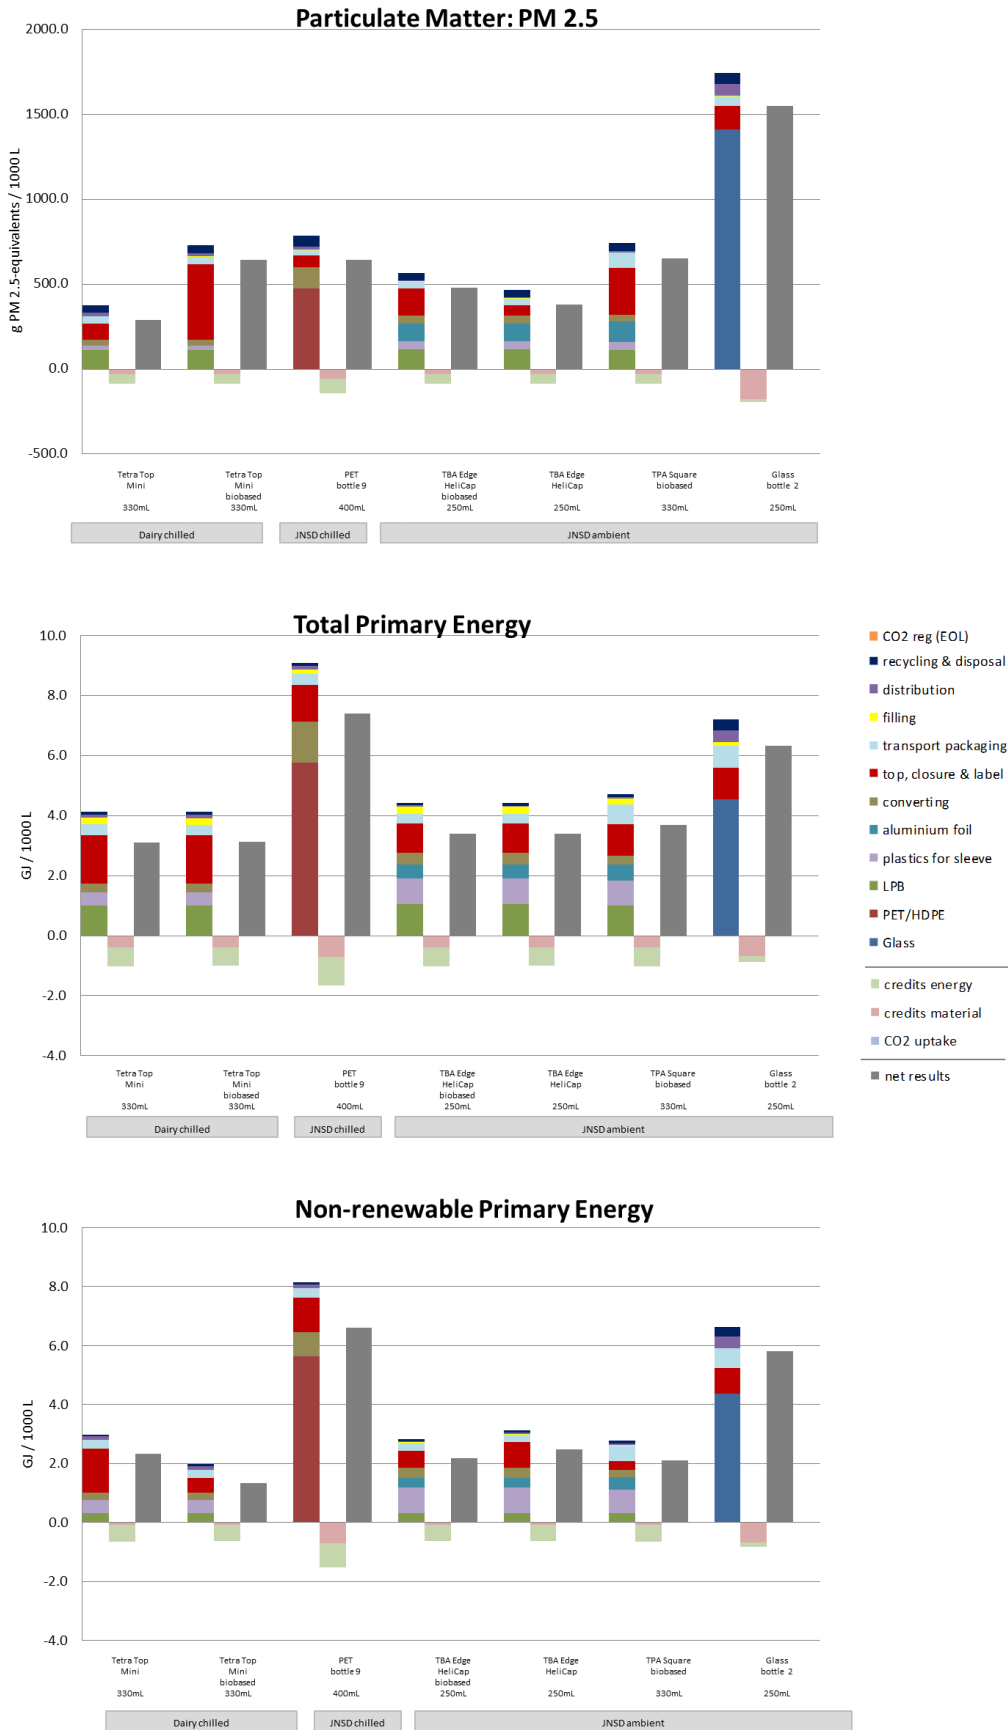 Particulate Matter: PM 2.5
2000.0
1500.0
1000.0
500.0
0.0
-500.0
g PM 2.5-equivalents / 1000 L
Tetra Top
Mini
330mL
Tetra Top
Mini
biobased
330mL
PET
bottle 9
400mL
TBA Edge
HeliCap
biobased
250mL
TBA Edge
HeliCap
250mL
TPA Square
biobased
330mL
Glass
bottle 2
250mL
Dairy chilled
JNSD chilled
JNSD ambient
Total Primary Energy
10.0
8.0
6.0
4.0
2.0
0.0
-2.0
-4.0
GJ / 1000 L
Tetra Top
Mini
330mL
Tetra Top
Mini
biobased
330mL
PET
bottle 9
400mL
TBA Edge
HeliCap
biobased
250mL
TBA Edge
HeliCap
250mL
TPA Square
biobased
330mL
Glass
bottle 2
250mL
Dairy chilled
JNSD chilled
JNSD ambient
CO2 reg (EOL)
recycling & disposal
distribution
filling
transport packaging
top, closure & label
converting
aluminium foil
plastics for sleeve
LPB
PET/HDPE
Glass
credits energy
credits material
CO2 uptake
net results
Non-renewable Primary Energy
10.0
8.0
6.0
4.0
2.0
0.0
-2.0
-4.0
GJ / 1000 L
Tetra Top
Mini
330mL
Tetra Top
Mini
biobased
330mL
PET
bottle 9
400mL
TBA Edge
HeliCap
biobased
250mL
TBA Edge
HeliCap
250mL
TPA Square
biobased
330mL
Glass
bottle 2
250mL
Dairy chilled
JNSD chilled
JNSD ambient